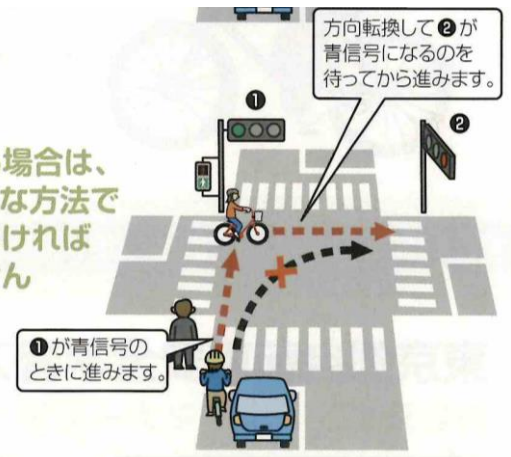 方向転換して❷が
青信号になるのを
待ってから進みます。
❶
❷
場合は、
な方法で
ければ
ん
❶が青信号の
ときに進みます。